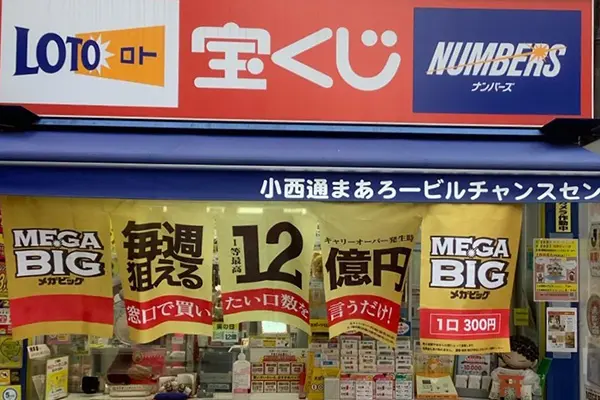 LOTO ロト
宝くじ
NUMBERS
ナンバーズ
小西通まあろービルチャンスセン
MEGA
BIG
メガビッグ
毎週
狙える
窓口で買い
1等最高
12
たい口数を
キャリーオーバー発生時
億円
言うだけ!
MEGA
BIG
メガビッグ
1口 300円